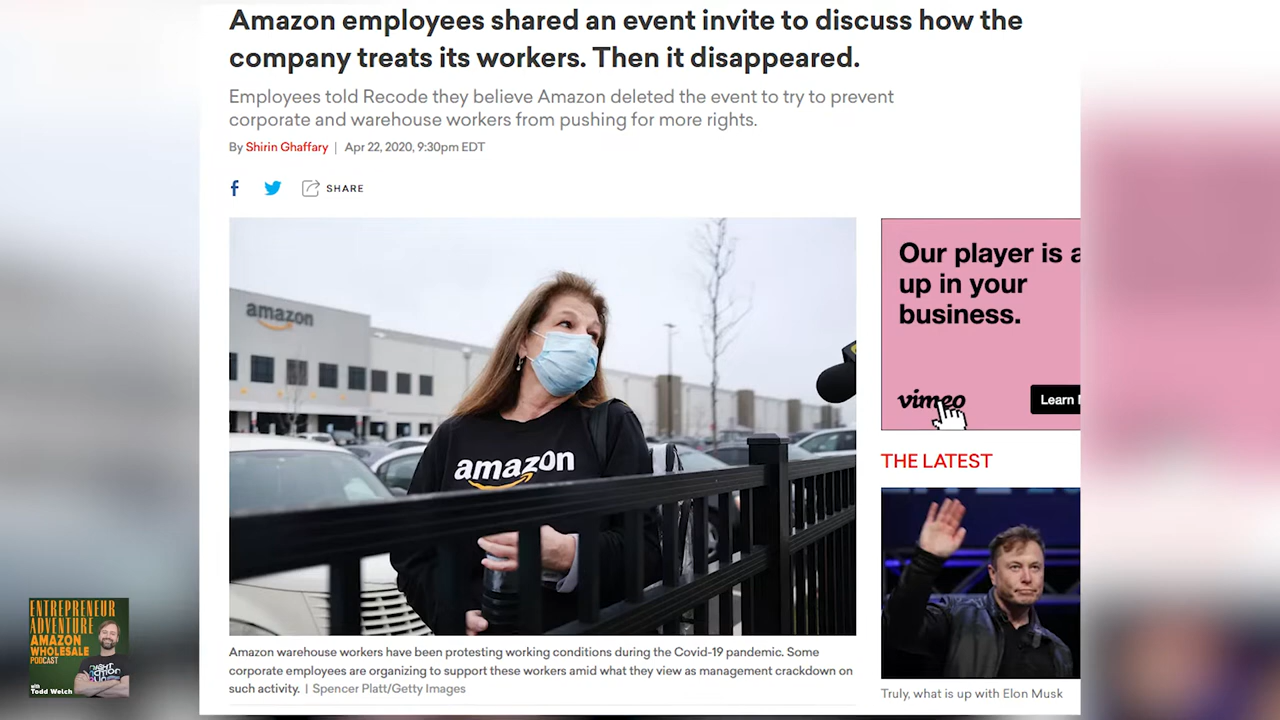 Amazon employees shared an event invite to discuss how the
company treats its workers. Then it disappeared.
Employees told Recode they believe Amazon deleted the event to try to prevent
corporate and warehouse workers from pushing for more rights.
By Shirin Ghaffary | Apr 22, 2020, 9:30pm EDT
f SHARE
amazon
amazon
Our player is a
up in your
business.
vimeo
Learn
THE LATEST
Truly, what is up with Elon Musk
Amazon warehouse workers have been protesting working conditions during the Covid-19 pandemic. Some
corporate employees are organizing to support these workers amid what they view as management crackdown on
such activity. | Spencer Platt/Getty Images
ENTREPRENEUR
ADVENTURE
AMAZON
WHOLESALE
PODCAST
with
Todd Welch